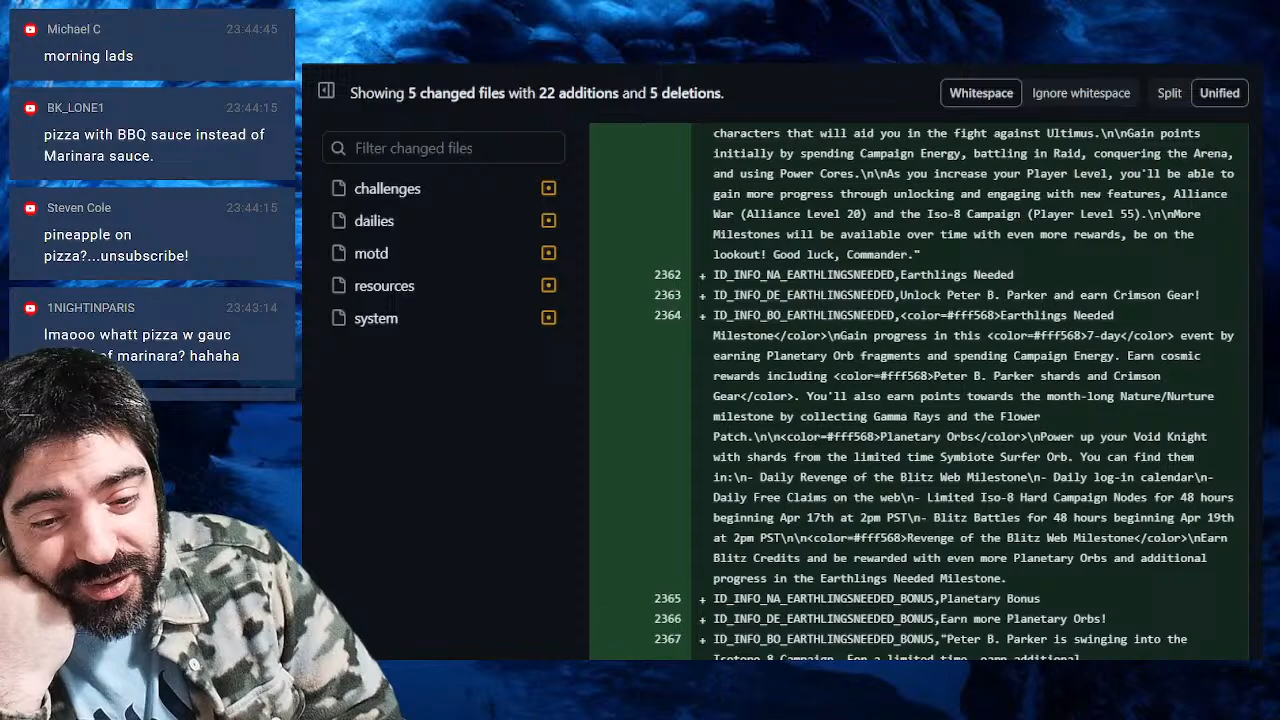 Michael C
23:44:45
morning lads
BK_LONE1
23:44:15
pizza with BBQ sauce instead of
Marinara sauce.
Steven Cole
23:44:15
pineapple on
pizza?...unsubscribe!
1NIGHTINPARIS
23:43:14
lmaooo whatt pizza w gauc
of marinara? hahaha
Showing 5 changed files with 22 additions and 5 deletions.
Whitespace
Ignore whitespace
Split
Unified
Filter changed files
challenges
dailies
motd
resources
system
characters that will aid you in the fight against Ultimus.\n\nGain points
initially by spending Campaign Energy, battling in Raid, conquering the Arena,
and using Power Cores.\n\nAs you increase your Player Level, you'll be able to
gain more progress through unlocking and engaging with new features, Alliance
War (Alliance Level 20) and the Iso-8 Campaign (Player Level 55).\n\nMore
Milestones will be available over time with even more rewards, be on the
lookout! Good luck, Commander."
2362 + ID_INFO_NA_EARTHLINGSNEEDED,Earthlings Needed
2363 + ID_INFO_DE_EARTHLINGSNEEDED,Unlock Peter B. Parker and earn Crimson Gear!
2364 + ID_INFO_BO_EARTHLINGSNEEDED,<color=#fff568>Earthlings Needed
Milestone</color>\nGain progress in this <color=#fff568>7-day</color> event by
earning Planetary Orb fragments and spending Campaign Energy. Earn cosmic
rewards including <color=#fff568>Peter B. Parker shards and Crimson
Gear</color>. You'll also earn points towards the month-long Nature/Nurture
milestone by collecting Gamma Rays and the Flower
Patch.\n\n<color=#fff568>Planetary Orbs</color>\nPower up your Void Knight
with shards from the limited time Symbiote Surfer Orb. You can find them
in:\n- Daily Revenge of the Blitz Web Milestone\n- Daily log-in calendar\n-
Daily Free Claims on the web\n- Limited Iso-8 Hard Campaign Nodes for 48 hours
beginning Apr 17th at 2pm PST\n- Blitz Battles for 48 hours beginning Apr 19th
at 2pm PST\n\n<color=#fff568>Revenge of the Blitz Web Milestone</color>\nEarn
Blitz Credits and be rewarded with even more Planetary Orbs and additional
progress in the Earthlings Needed Milestone.
2365 + ID_INFO_NA_EARTHLINGSNEEDED_BONUS,Planetary Bonus
2366 + ID_INFO_DE_EARTHLINGSNEEDED_BONUS,Earn more Planetary Orbs!
2367 + ID_INFO_BO_EARTHLINGSNEEDED_BONUS,"Peter B. Parker is swinging into the
Isotope-8 Campaign. For a limited time, earn additional